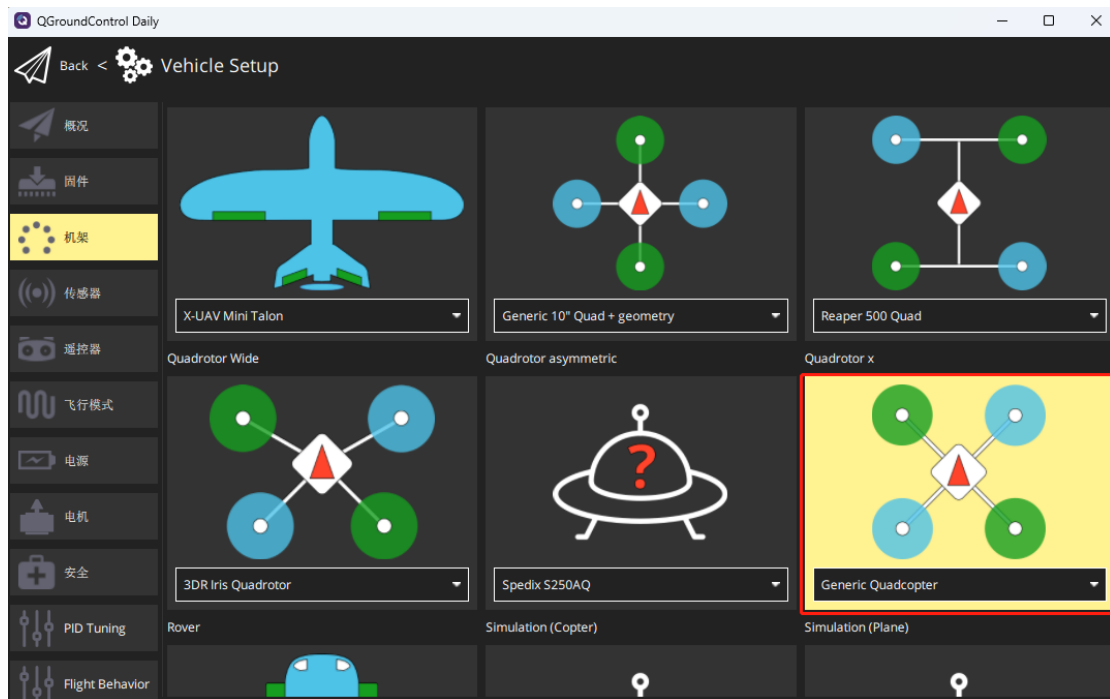 QGroundControl Daily
Back < Vehicle Setup
概况
固件
机架
传感器
遥控器
飞行模式
电源
电机
安全
PID Tuning
Flight Behavior
X-UAV Mini Talon
Generic 10" Quad + geometry
Reaper 500 Quad
Quadrotor Wide
Quadrotor asymmetric
Quadrotor x
?
3DR Iris Quadrotor
Spedix S250AQ
Generic Quadcopter
Rover
Simulation (Copter)
Simulation (Plane)